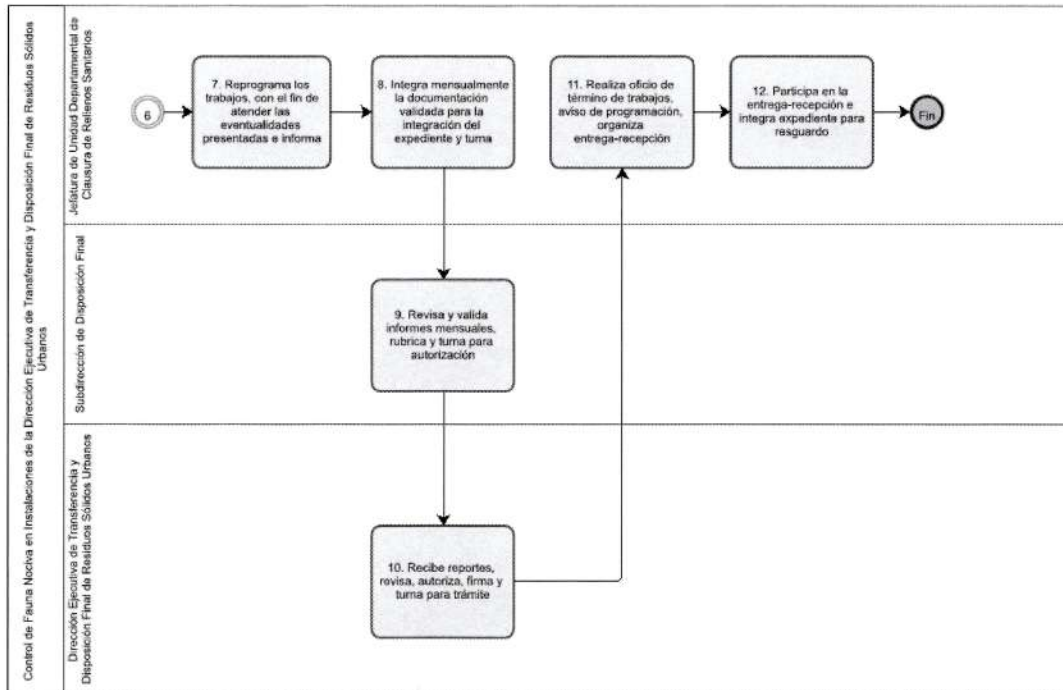 Control de Fauna Nociva en Instalaciones de la Dirección Ejecutiva de Transferencia y Disposición Final de Residuos Sólidos
Urbanos
Jefatura de Unidad Departamental de
Clausura de Rellenos Sanitarios
6
7. Reprograma los
trabajos, con el fin de
atender las
eventualidades
presentadas e informa
8. Integra mensualmente
la documentación
validada para la
integración del
expediente y turna
11. Realiza oficio de
término de trabajos,
aviso de programación,
organiza
entrega-recepción
12. Participa en la
entrega-recepción e
integra expediente para
resguardo
Fin
Subdirección de Disposición Final
9. Revisa y valida
informes mensuales,
rubrica y turna para
autorización
Dirección Ejecutiva de Transferencia y
Disposición Final de Residuos Sólidos Urbanos
10. Recibe reportes,
revisa, autoriza, firma y
turna para trámite